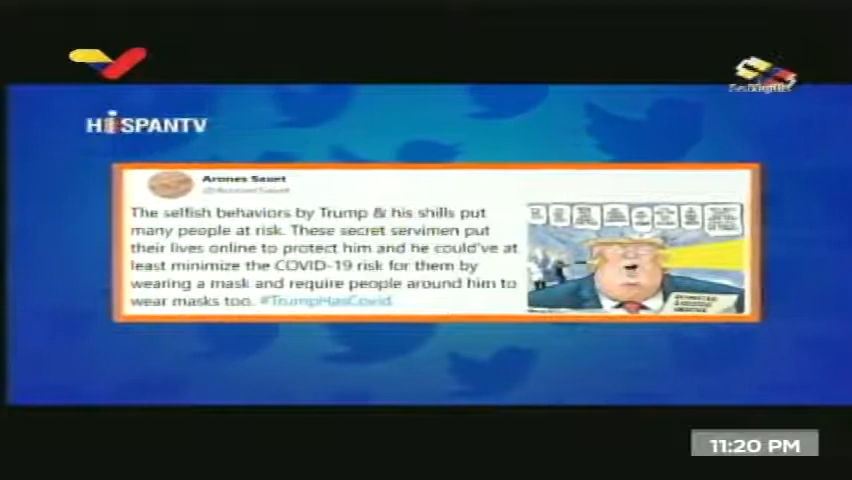 HISPANTV
Arones Sauet
The selfish behaviors by Trump & his shills put
many people at risk. These secret servimen put
their lives online to protect him and he could've at
least minimize the COVID-19 risk for them by
wearing a mask and require people around him to
wear masks too. #TrumpHasCovid
11:20 PM